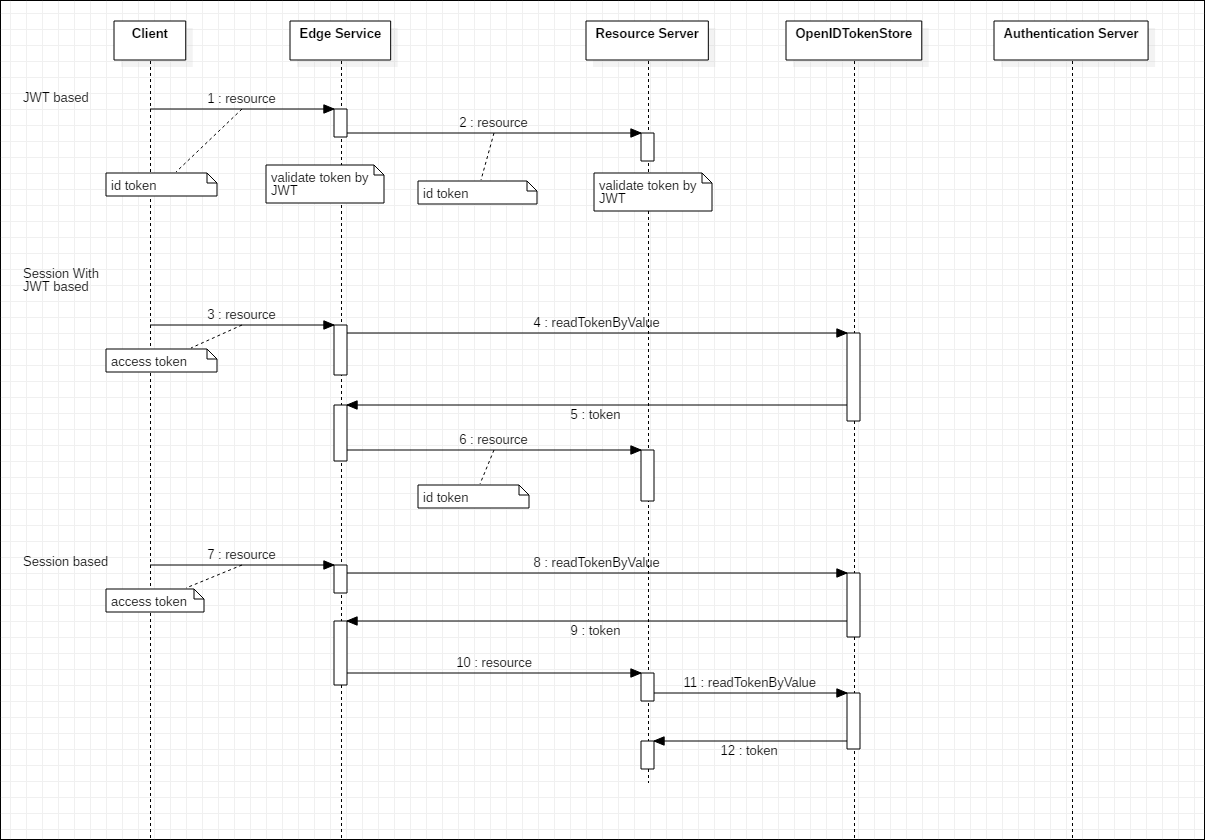 Client
Edge Service
Resource Server
OpenIDTokenStore
Authentication Server
JWT based
1 : resource
2 : resource
id token
validate token by
JWT
id token
validate token by
JWT
Session With
JWT based
3 : resource
4 : readTokenByValue
access token
5 : token
6 : resource
id token
Session based
7 : resource
8 : readTokenByValue
access token
9 : token
10 : resource
11 : readTokenByValue
12 : token